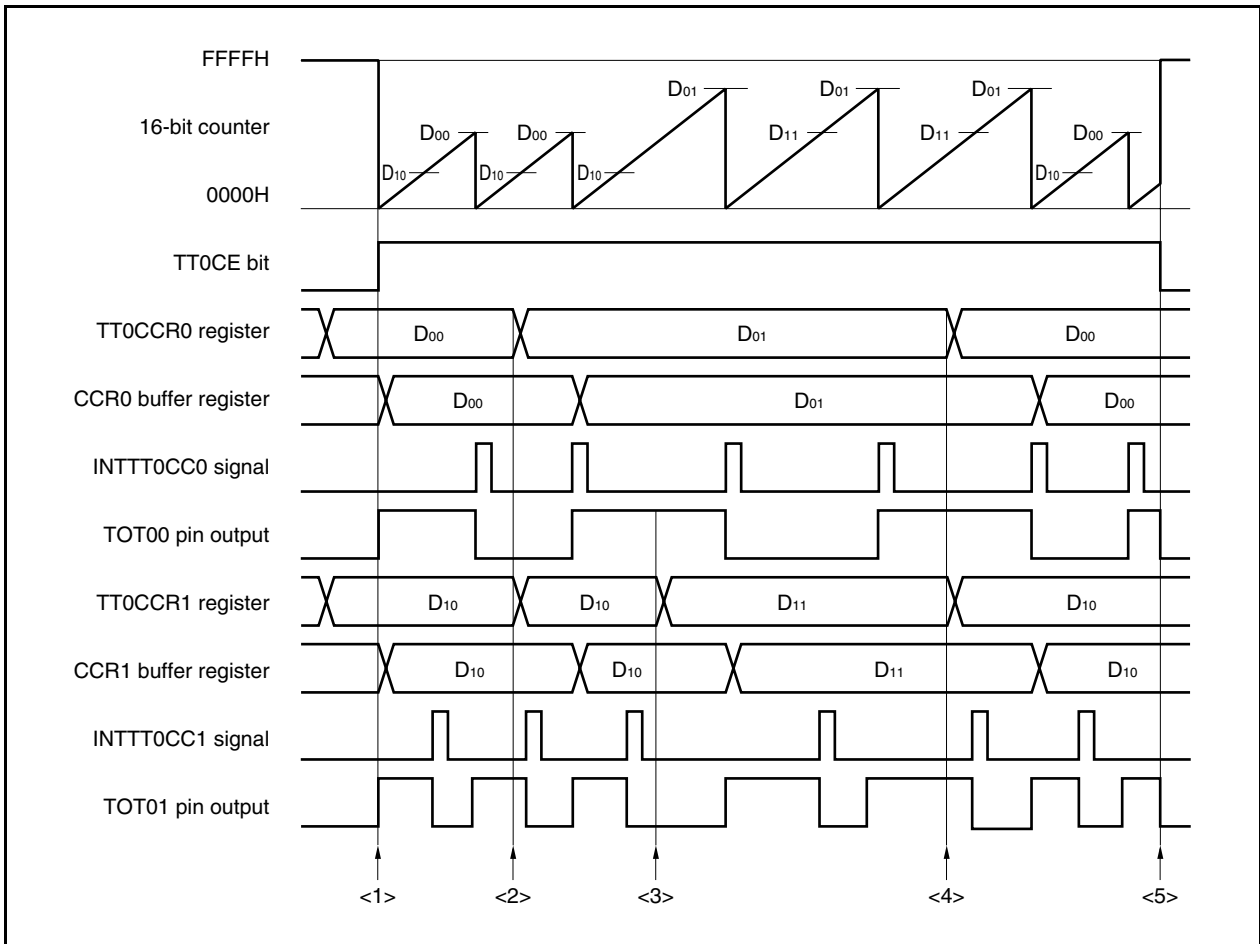 FFFFH
16-bit counter
0000H
D00 D00 D01 D01 D01 D00
D10 D10 D10 D11 D11 D10
TT0CE bit
TT0CCR0 register D00 D01 D00
CCR0 buffer register D00 D01 D00
INTTT0CC0 signal
TOT00 pin output
TT0CCR1 register D10 D10 D11 D10
CCR1 buffer register D10 D10 D11 D10
INTTT0CC1 signal
TOT01 pin output
<1> <2> <3> <4> <5>